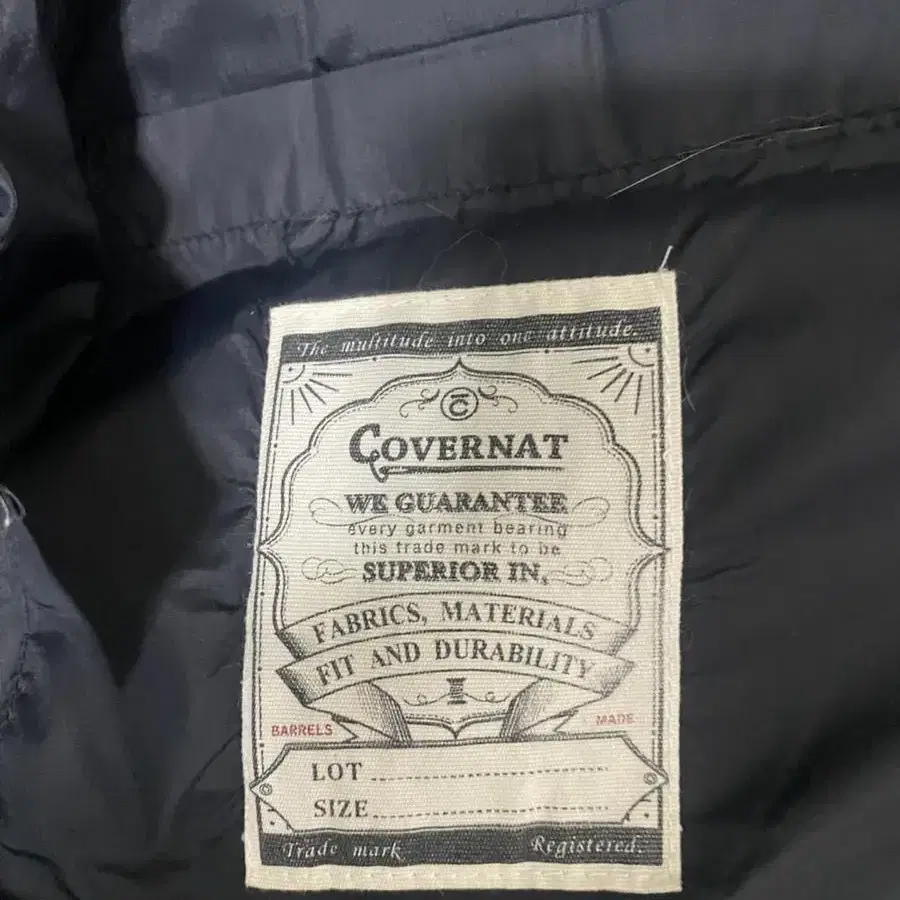 The multitude into one attitude.
C
COVERNAT
WE GUARANTEE
every garment bearing
this trade mark to be
SUPERIOR IN,
FABRICS, MATERIALS
FIT AND DURABILITY
BARRELS MADE
LOT
SIZE
Trade mark Registered.